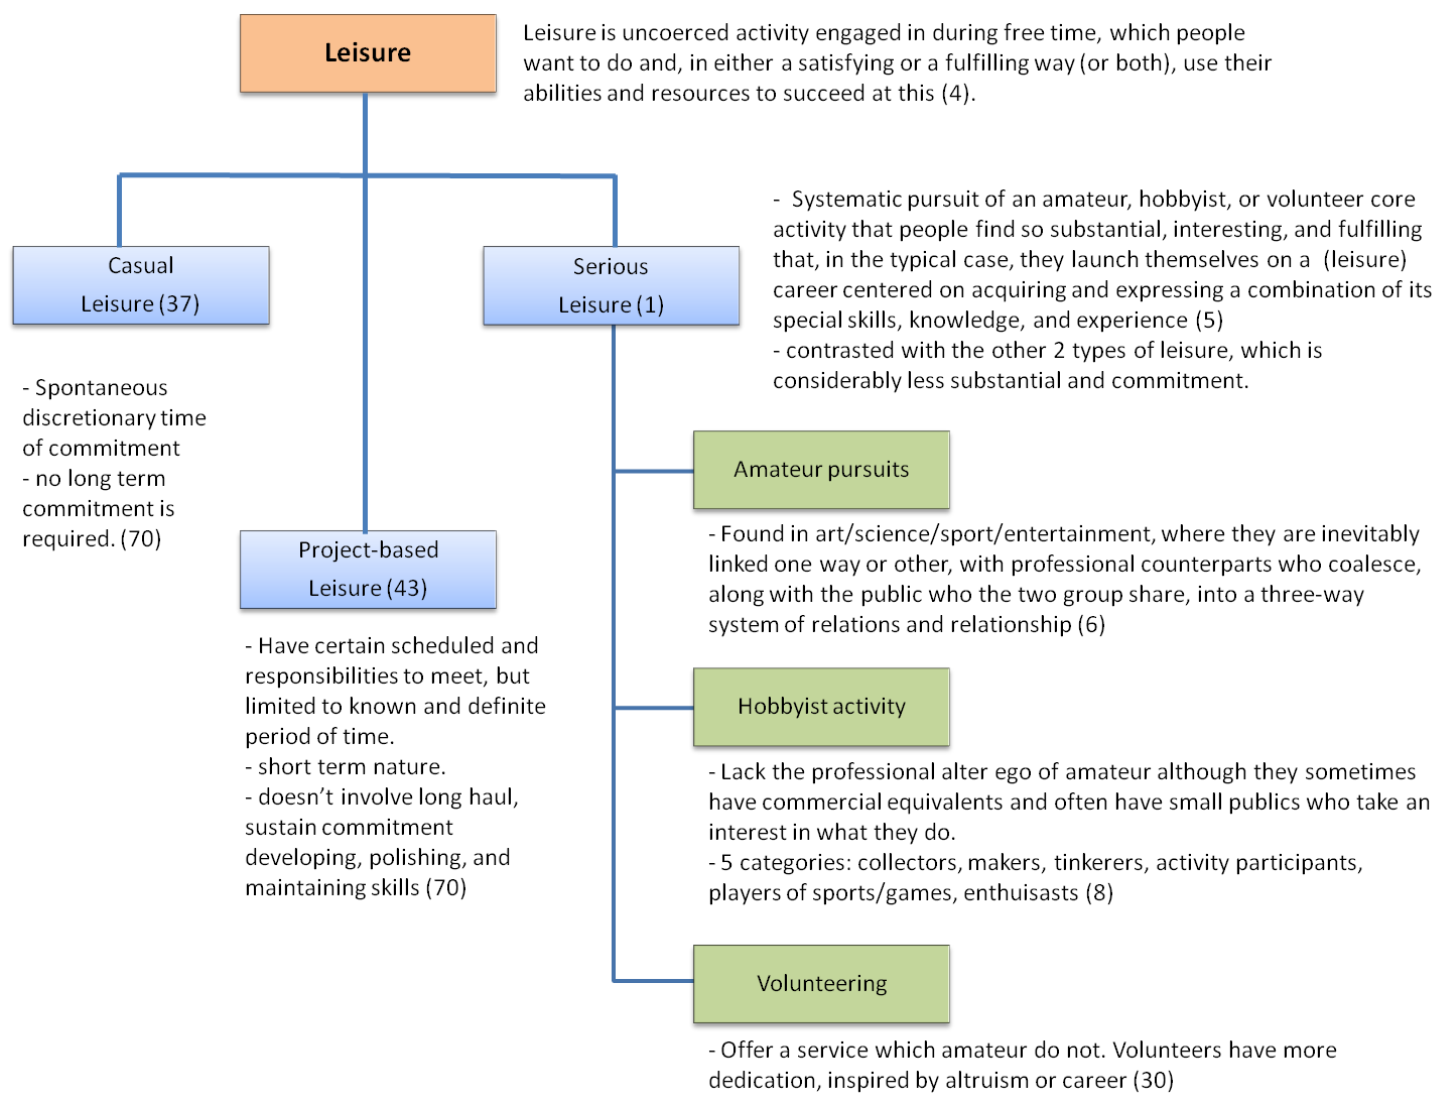 Leisure
Leisure is uncoerced activity engaged in during free time, which people
want to do and, in either a satisfying or a fulfilling way (or both), use their
abilities and resources to succeed at this (4).
Casual
Leisure (37)
- Spontaneous
discretionary time
of commitment
- no long term
commitment is
required. (70)
Project-based
Leisure (43)
- Have certain scheduled and
responsibilities to meet, but
limited to known and definite
period of time.
- short term nature.
- doesn’t involve long haul,
sustain commitment
developing, polishing, and
maintaining skills (70)
Serious
Leisure (1)
- Systematic pursuit of an amateur, hobbyist, or volunteer core
activity that people find so substantial, interesting, and fulfilling
that, in the typical case, they launch themselves on a (leisure)
career centered on acquiring and expressing a combination of its
special skills, knowledge, and experience (5)
- contrasted with the other 2 types of leisure, which is
considerably less substantial and commitment.
Amateur pursuits
- Found in art/science/sport/entertainment, where they are inevitably
linked one way or other, with professional counterparts who coalesce,
along with the public who the two group share, into a three-way
system of relations and relationship (6)
Hobbyist activity
- Lack the professional alter ego of amateur although they sometimes
have commercial equivalents and often have small publics who take an
interest in what they do.
- 5 categories: collectors, makers, tinkerers, activity participants,
players of sports/games, enthuisasts (8)
Volunteering
- Offer a service which amateur do not. Volunteers have more
dedication, inspired by altruism or career (30)